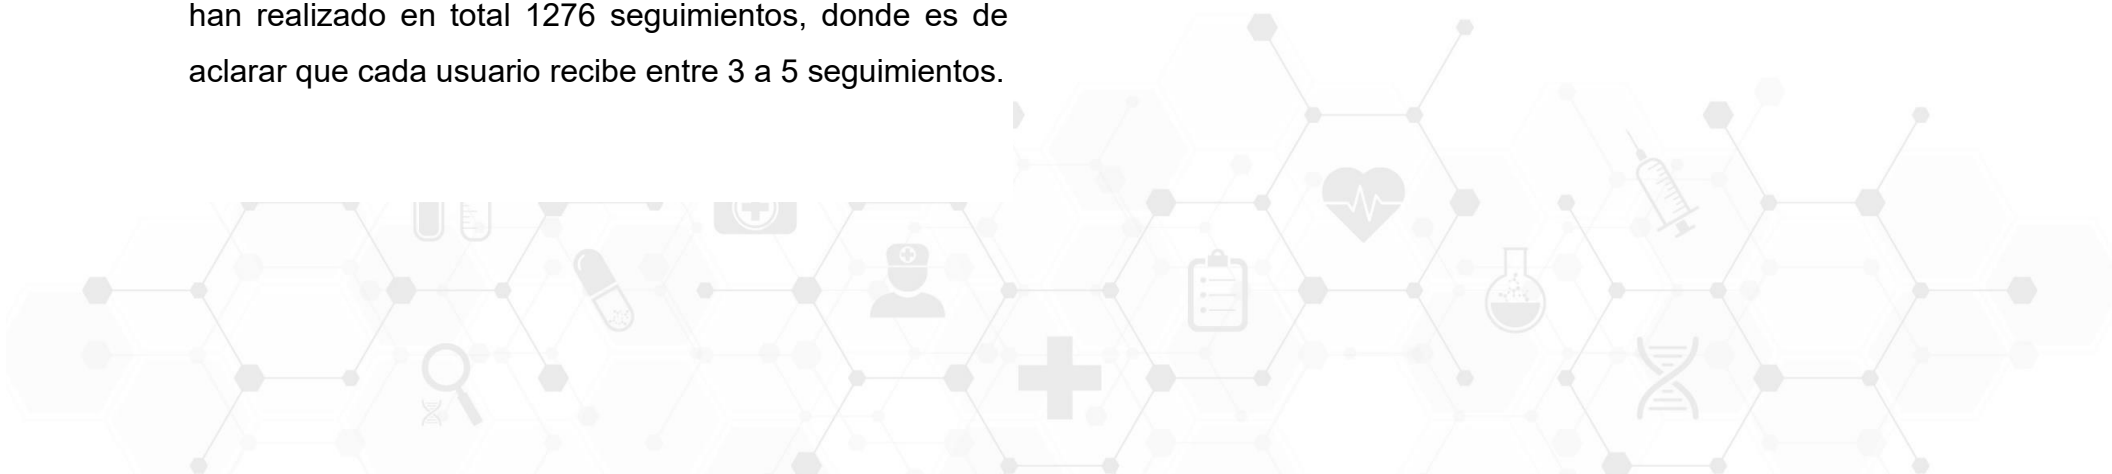 han realizado en total 1276 seguimientos, donde es de
aclarar que cada usuario recibe entre 3 a 5 seguimientos.